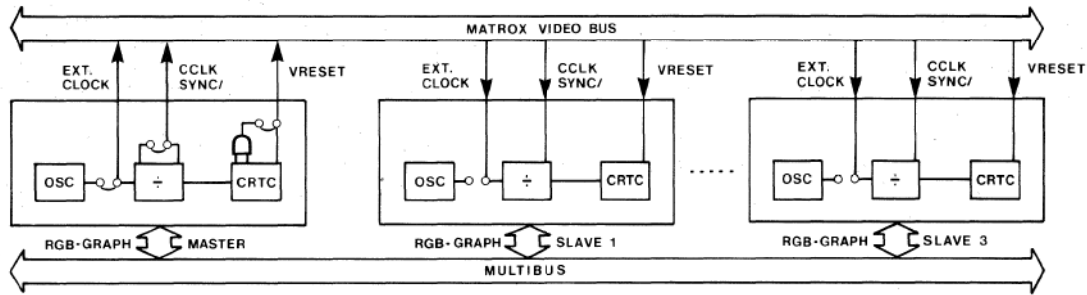 MATROX VIDEO BUS
EXT. CLOCK
CCLK SYNC/
VRESET
EXT. CLOCK
CCLK SYNC/
VRESET
EXT. CLOCK
CCLK SYNC/
VRESET
OSC
÷
CRTC
OSC
÷
CRTC
.....
OSC
÷
CRTC
RGB-GRAPH MASTER
RGB-GRAPH SLAVE 1
RGB-GRAPH SLAVE 3
MULTIBUS